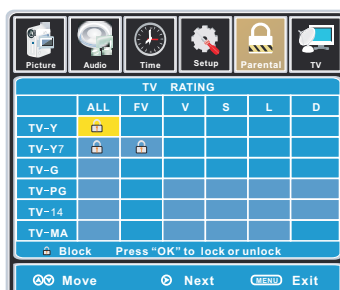 Picture Audio Time Setup Parental TV
TV RATING
ALL FV V S L D
TV-Y
TV-Y7
TV-G
TV-PG
TV-14
TV-MA
Block Press “OK” to lock or unlock
Move Next MENU Exit